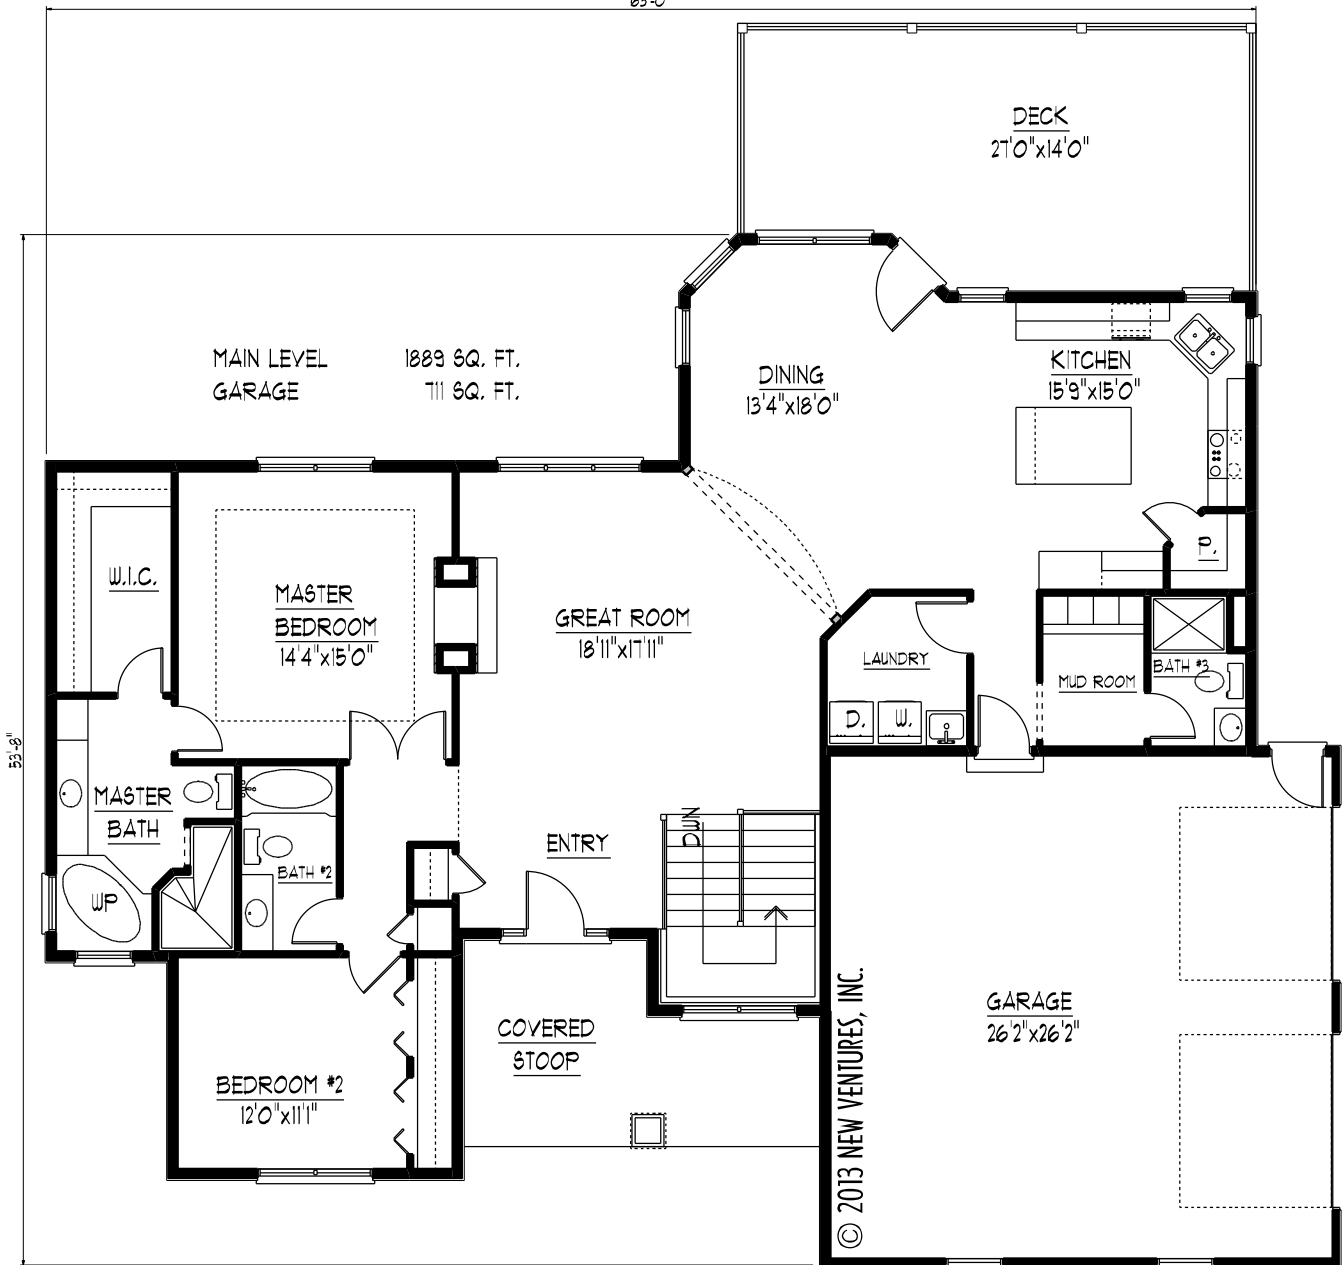 63'-0"
DECK
27'0"x14'0"
MAIN LEVEL 1889 SQ. FT.
GARAGE 711 SQ. FT.
DINING
13'4"x18'0"
KITCHEN
15'9"x15'0"
P.
W.I.C.
MASTER
BEDROOM
14'4"x15'0"
GREAT ROOM
18'11"x17'11"
LAUNDRY
D. W.
MUD ROOM
BATH #3
53'-8"
MASTER
BATH
WP
BATH #2
ENTRY
DWN
COVERED
STOOP
BEDROOM #2
12'0"x11'1"
GARAGE
26'2"x26'2"
© 2013 NEW VENTURES, INC.